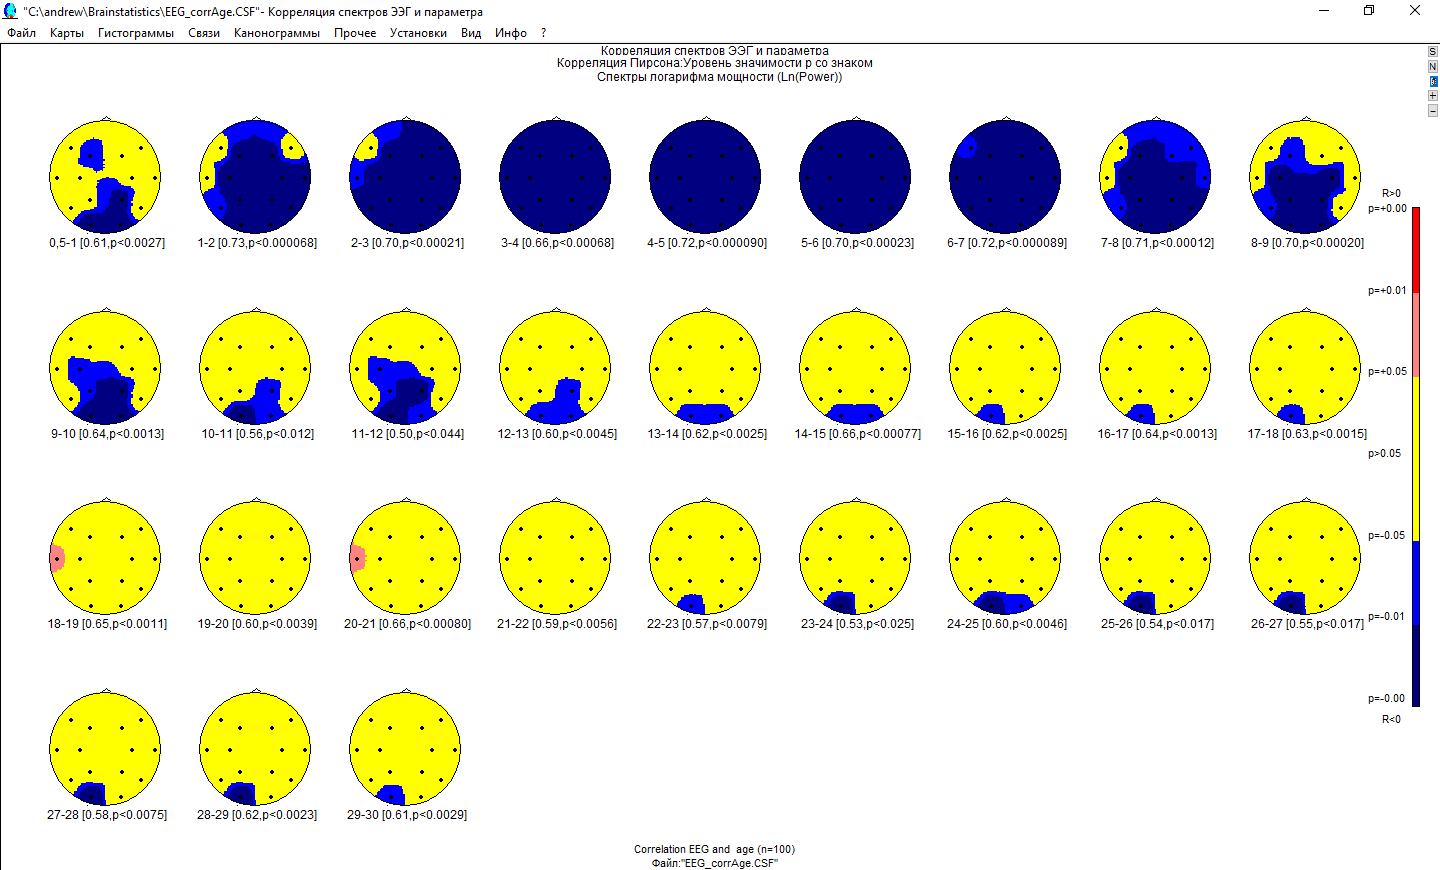 "C:\andrew\Brainstatistics\EEG_corrAge.CSF"- Корреляция спектров ЭЭГ и параметра
Файл Карты Гистограммы Связи Канонограммы Прочее Установки Вид Инфо ?
Корреляция спектров ЭЭГ и параметра
Корреляция Пирсона:Уровень значимости p со знаком
Спектры логарифма мощности (Ln(Power))
S
N
+
−
0,5-1 [0.61,p<0.0027] 1-2 [0.73,p<0.000068] 2-3 [0.70,p<0.00021] 3-4 [0.66,p<0.00068] 4-5 [0.72,p<0.000090] 5-6 [0.70,p<0.00023] 6-7 [0.72,p<0.000089] 7-8 [0.71,p<0.00012] 8-9 [0.70,p<0.00020]
9-10 [0.64,p<0.0013] 10-11 [0.56,p<0.012] 11-12 [0.50,p<0.044] 12-13 [0.60,p<0.0045] 13-14 [0.62,p<0.0025] 14-15 [0.66,p<0.00077] 15-16 [0.62,p<0.0025] 16-17 [0.64,p<0.0013] 17-18 [0.63,p<0.0015]
18-19 [0.65,p<0.0011] 19-20 [0.60,p<0.0039] 20-21 [0.66,p<0.00080] 21-22 [0.59,p<0.0056] 22-23 [0.57,p<0.0079] 23-24 [0.53,p<0.025] 24-25 [0.60,p<0.0046] 25-26 [0.54,p<0.017] 26-27 [0.55,p<0.017]
27-28 [0.58,p<0.0075] 28-29 [0.62,p<0.0023] 29-30 [0.61,p<0.0029]
R>0
p=+0.00
p=+0.01
p=+0.05
p>0.05
p=-0.05
p=-0.01
p=-0.00
R<0
Correlation EEG and  age (n=100)
Файл:"EEG_corrAge.CSF"